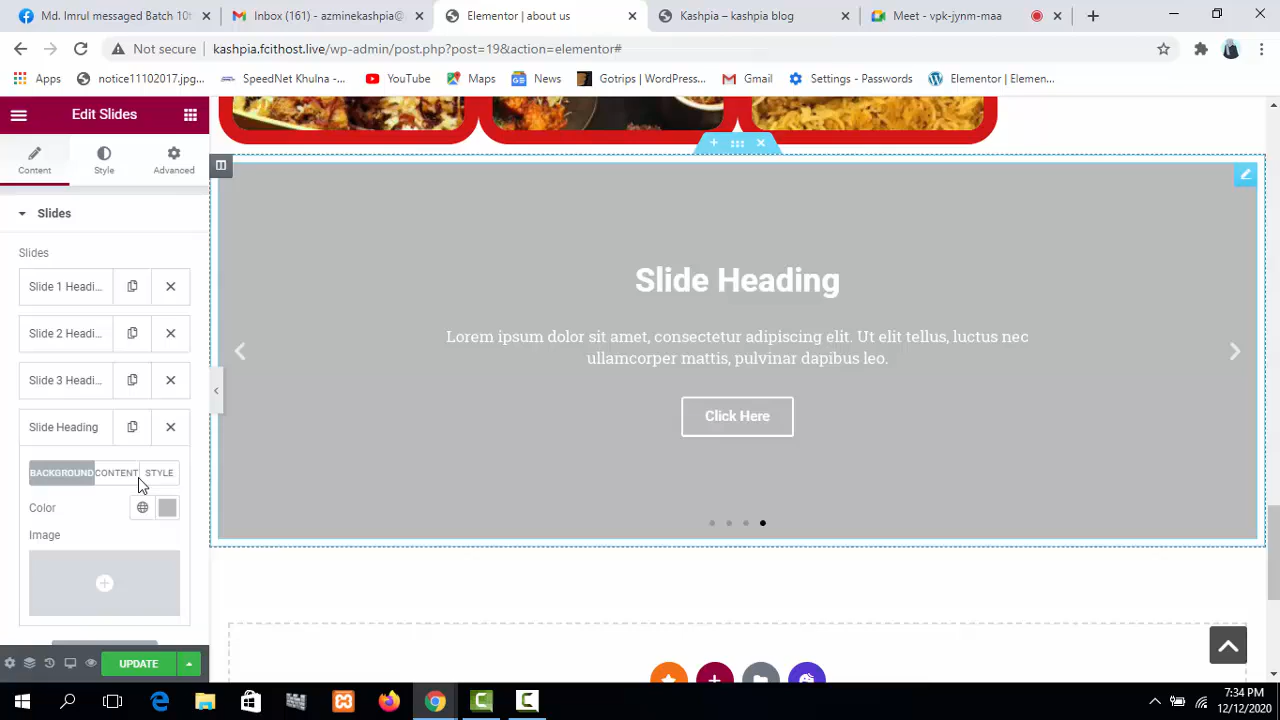 Md. Imrul masud
Inbox (161) – azminekashpia@
Elementor | about us
Kashpia – kashpia blog
Meet - vpk-jynm-maa
Not secure
kashpia.fcithost.live/wp-admin/post.php?post=19&action=elementor#
Apps
notice11102017.jpg...
SpeedNet Khulna -...
YouTube
Maps
News
Gotrips | WordPress...
Gmail
Settings - Passwords
Elementor | Elemen...
Edit Slides
Content
Style
Advanced
Slides
Slides
Slide 1 Headi...
Slide 2 Headi...
Slide 3 Headi...
Slide Heading
BACKGROUND
CONTENT
STYLE
Color
Image
UPDATE
Slide Heading
Lorem ipsum dolor sit amet, consectetur adipiscing elit. Ut elit tellus, luctus nec
ullamcorper mattis, pulvinar dapibus leo.
Click Here
7:34 PM
12/12/2020